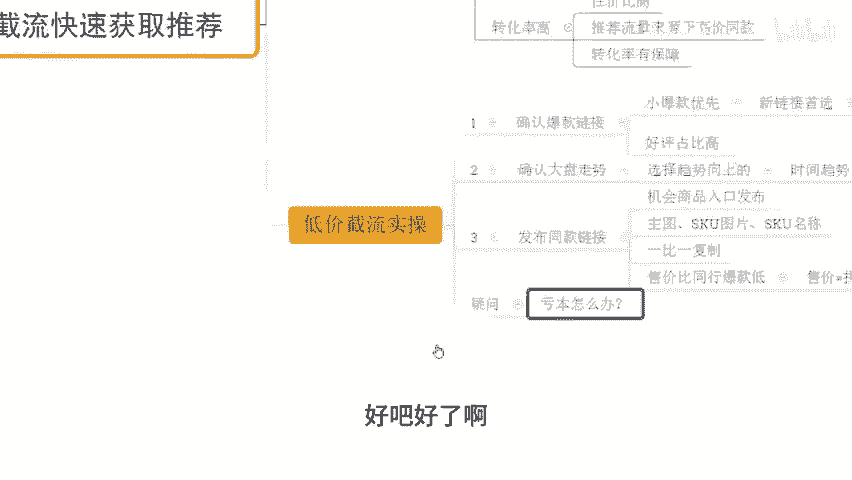 截流快速获取推荐
性价比高
转化率高
推荐流量来源下有价同款
转化率有保障
1 确认爆款链接
小爆款优先 新链接首选
好评占比高
2 确认大盘走势 选择趋势向上的 时间趋势
低价截流实操
机会商品入口发布
3 发布同款链接
主图、SKU图片、SKU名称
一比一复制
售价比同行爆款低 售价=
疑问 亏本怎么办?
好吧好了啊